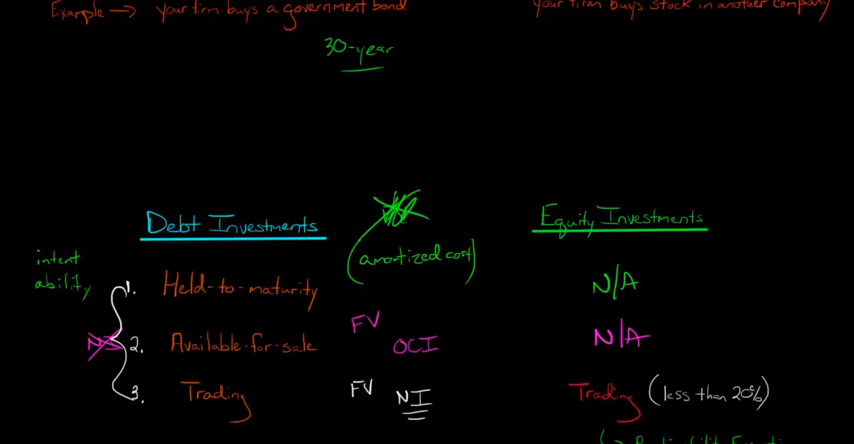 Example → your firm buys a government bond
your firm buys stock in another company
30-year
Debt Investments
Equity Investments
(amortized cost)
intent
ability
1. Held-to-maturity
N/A
NI
2. Available-for-sale
FV
OCI
N/A
3. Trading
FV
NI
Trading (less than 20%)